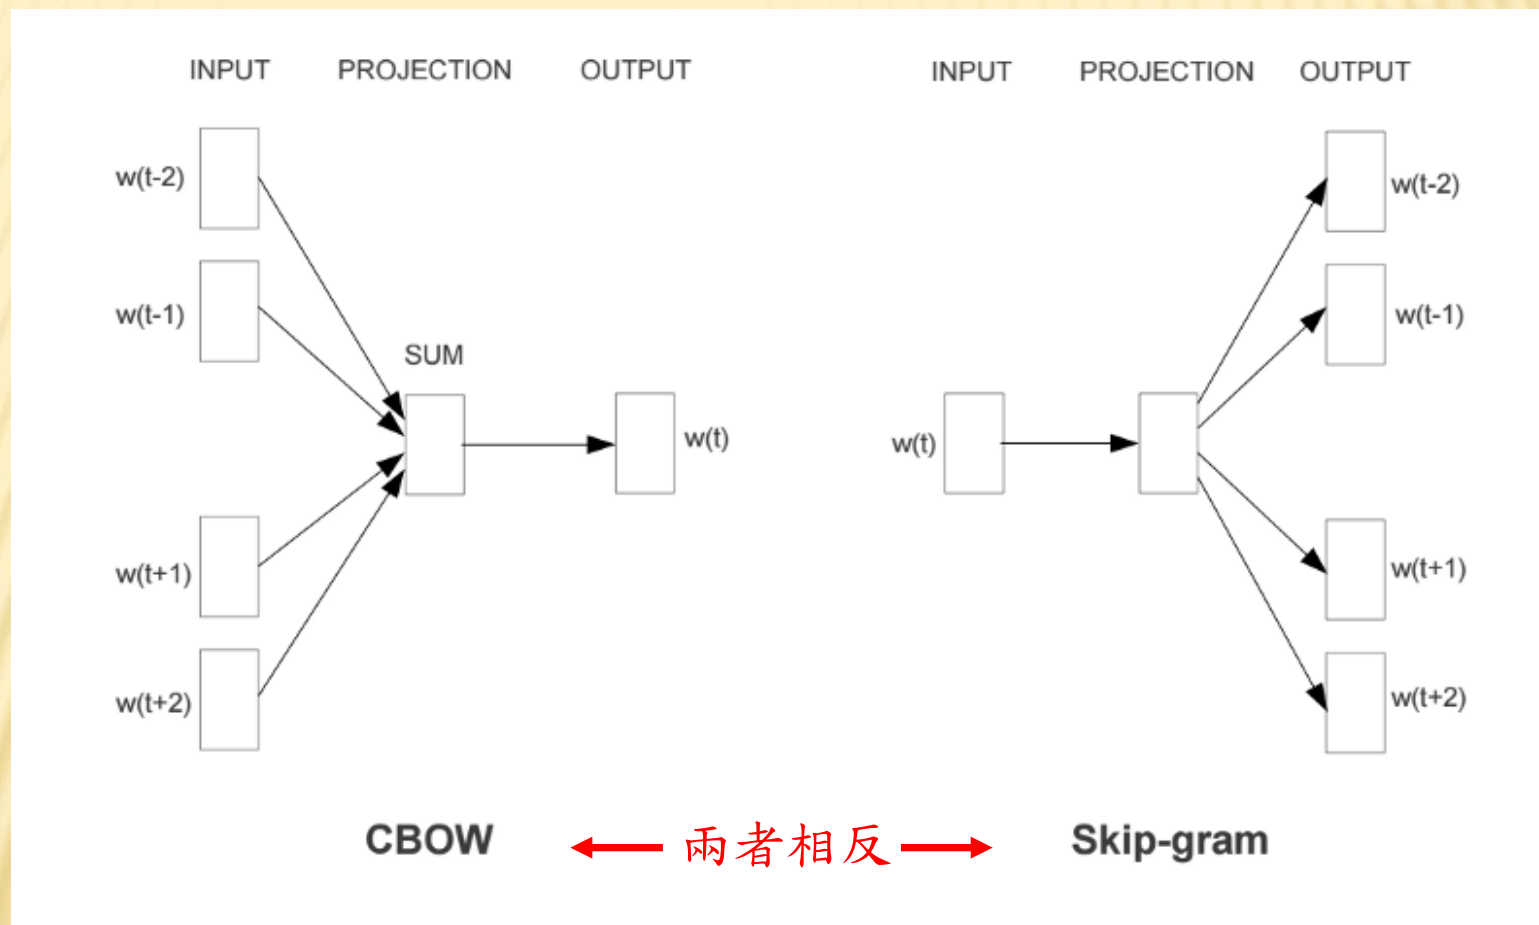 INPUT PROJECTION OUTPUT
w(t-2)
w(t-1)
SUM
w(t)
w(t+1)
w(t+2)
CBOW
INPUT PROJECTION OUTPUT
w(t-2)
w(t-1)
w(t)
w(t+1)
w(t+2)
Skip-gram
兩者相反